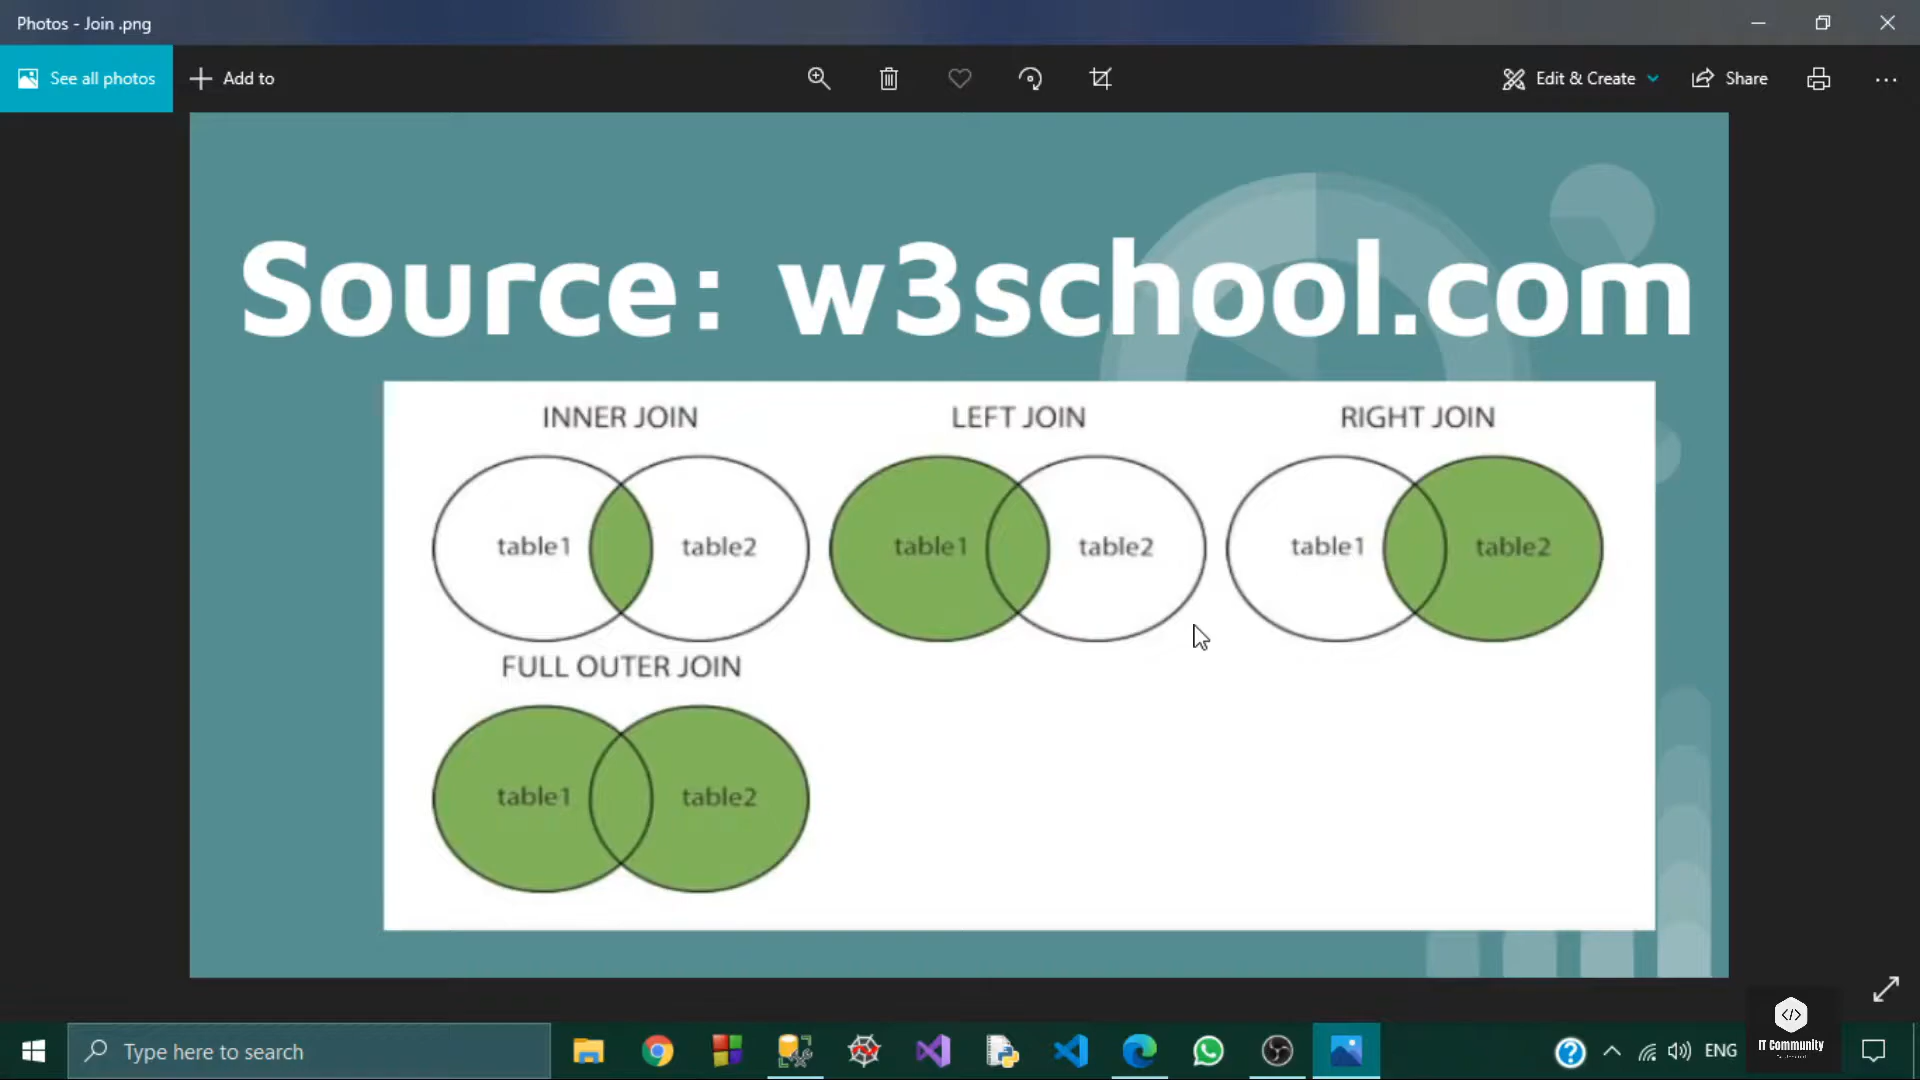 Photos - Join .png
See all photos
Add to
Edit & Create
Share
Source: w3school.com
INNER JOIN
LEFT JOIN
RIGHT JOIN
table1
table2
table1
table2
table1
table2
FULL OUTER JOIN
table1
table2
Type here to search
ENG
</>
IT Community